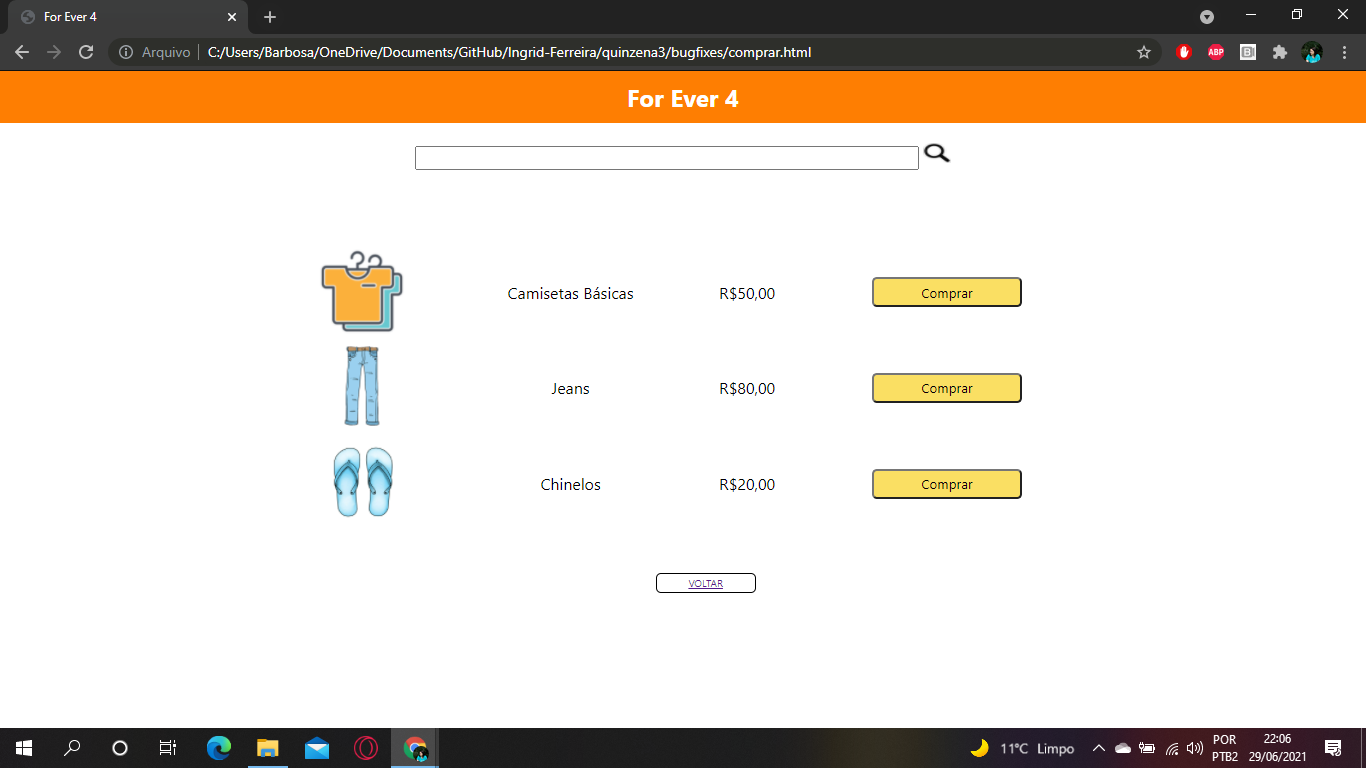 For Ever 4
Arquivo C:/Users/Barbosa/OneDrive/Documents/GitHub/Ingrid-Ferreira/quinzena3/bugfixes/comprar.html
ABP
For Ever 4
Camisetas Básicas R$50,00 Comprar
Jeans R$80,00 Comprar
Chinelos R$20,00 Comprar
VOLTAR
11°C Limpo
POR
PTB2
22:06
29/06/2021